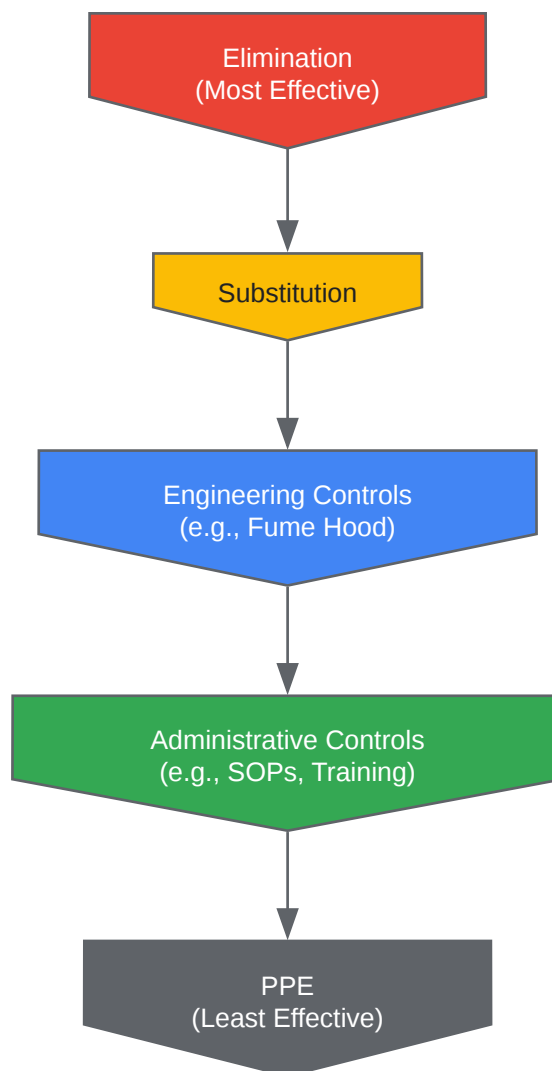 Elimination
(Most Effective)
Substitution
Engineering Controls
(e.g., Fume Hood)
Administrative Controls
(e.g., SOPs, Training)
PPE
(Least Effective)